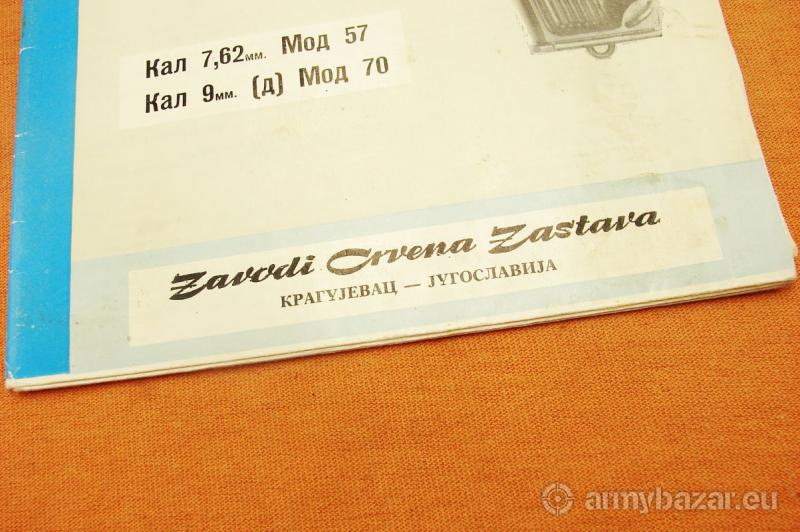 Кал 7,62мм. Мод 57
Кал 9мм. (д) Мод 70
Zavodi Crvena Zastava
КРАГУЈЕВАЦ — ЈУГОСЛАВИЈА
armybazar.eu